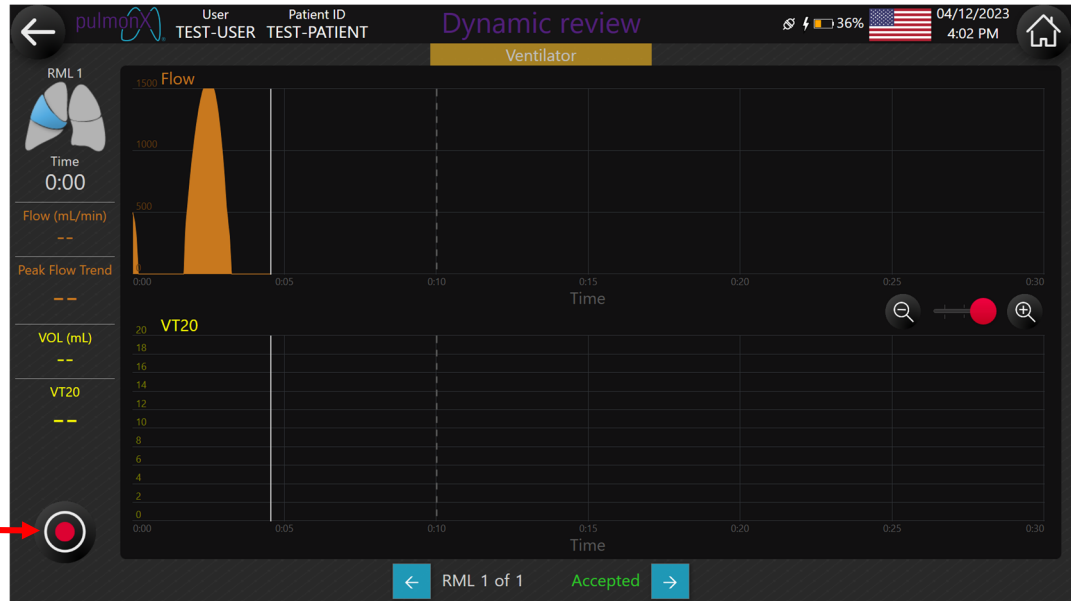 pulmonX
User
TEST-USER
Patient ID
TEST-PATIENT
Dynamic review
36%
04/12/2023
4:02 PM
Ventilator
RML 1
Time
0:00
Flow (mL/min)
--
Peak Flow Trend
--
VOL (mL)
--
VT20
--
Flow
1500
1000
500
0
0:00 0:05 0:10 0:15 0:20 0:25 0:30
Time
VT20
20
18
16
14
12
10
8
6
4
2
0
0:00 0:05 0:10 0:15 0:20 0:25 0:30
Time
RML 1 of 1 Accepted